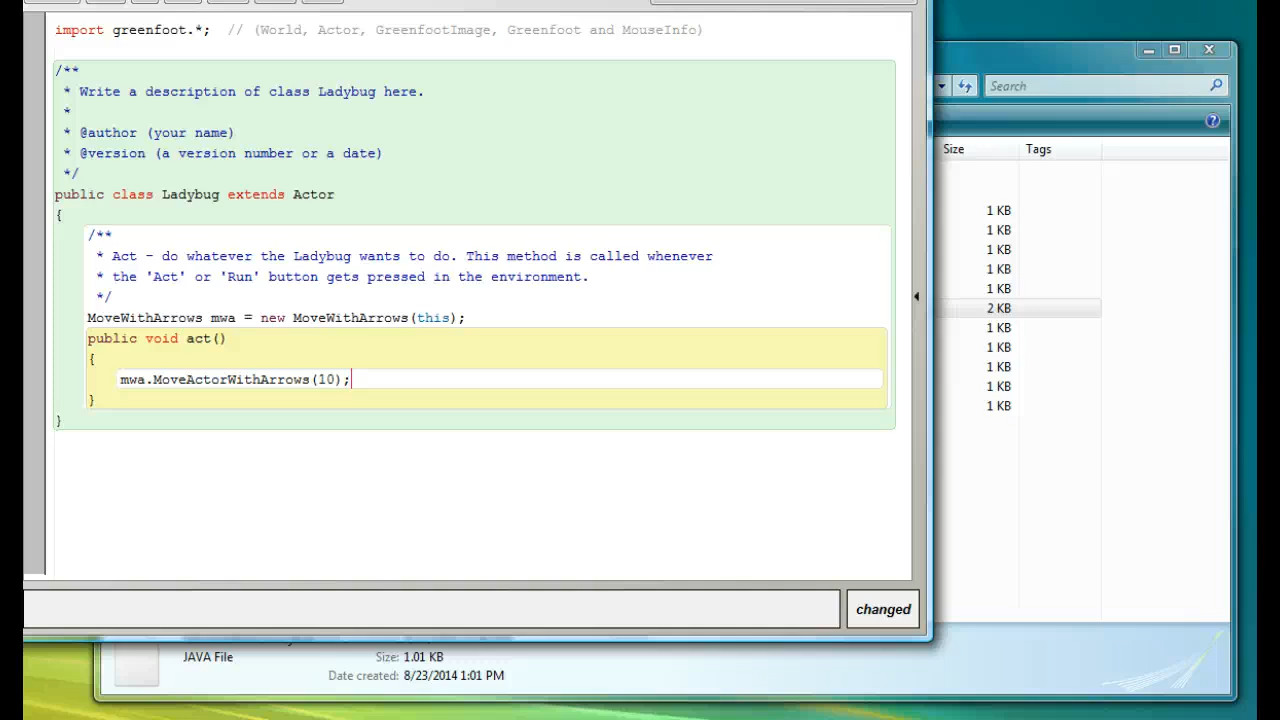 import greenfoot.*;  // (World, Actor, GreenfootImage, Greenfoot and MouseInfo)
/**
 * Write a description of class Ladybug here.
 *
 * @author (your name)
 * @version (a version number or a date)
 */
public class Ladybug extends Actor
{
/**
 * Act - do whatever the Ladybug wants to do. This method is called whenever
 * the 'Act' or 'Run' button gets pressed in the environment.
 */
MoveWithArrows mwa = new MoveWithArrows(this);
public void act()
{
mwa.MoveActorWithArrows(10);
}
}
changed
Search
Size Tags
1 KB
1 KB
1 KB
1 KB
1 KB
2 KB
1 KB
1 KB
1 KB
1 KB
1 KB
JAVA File Size: 1.01 KB
Date created: 8/23/2014 1:01 PM